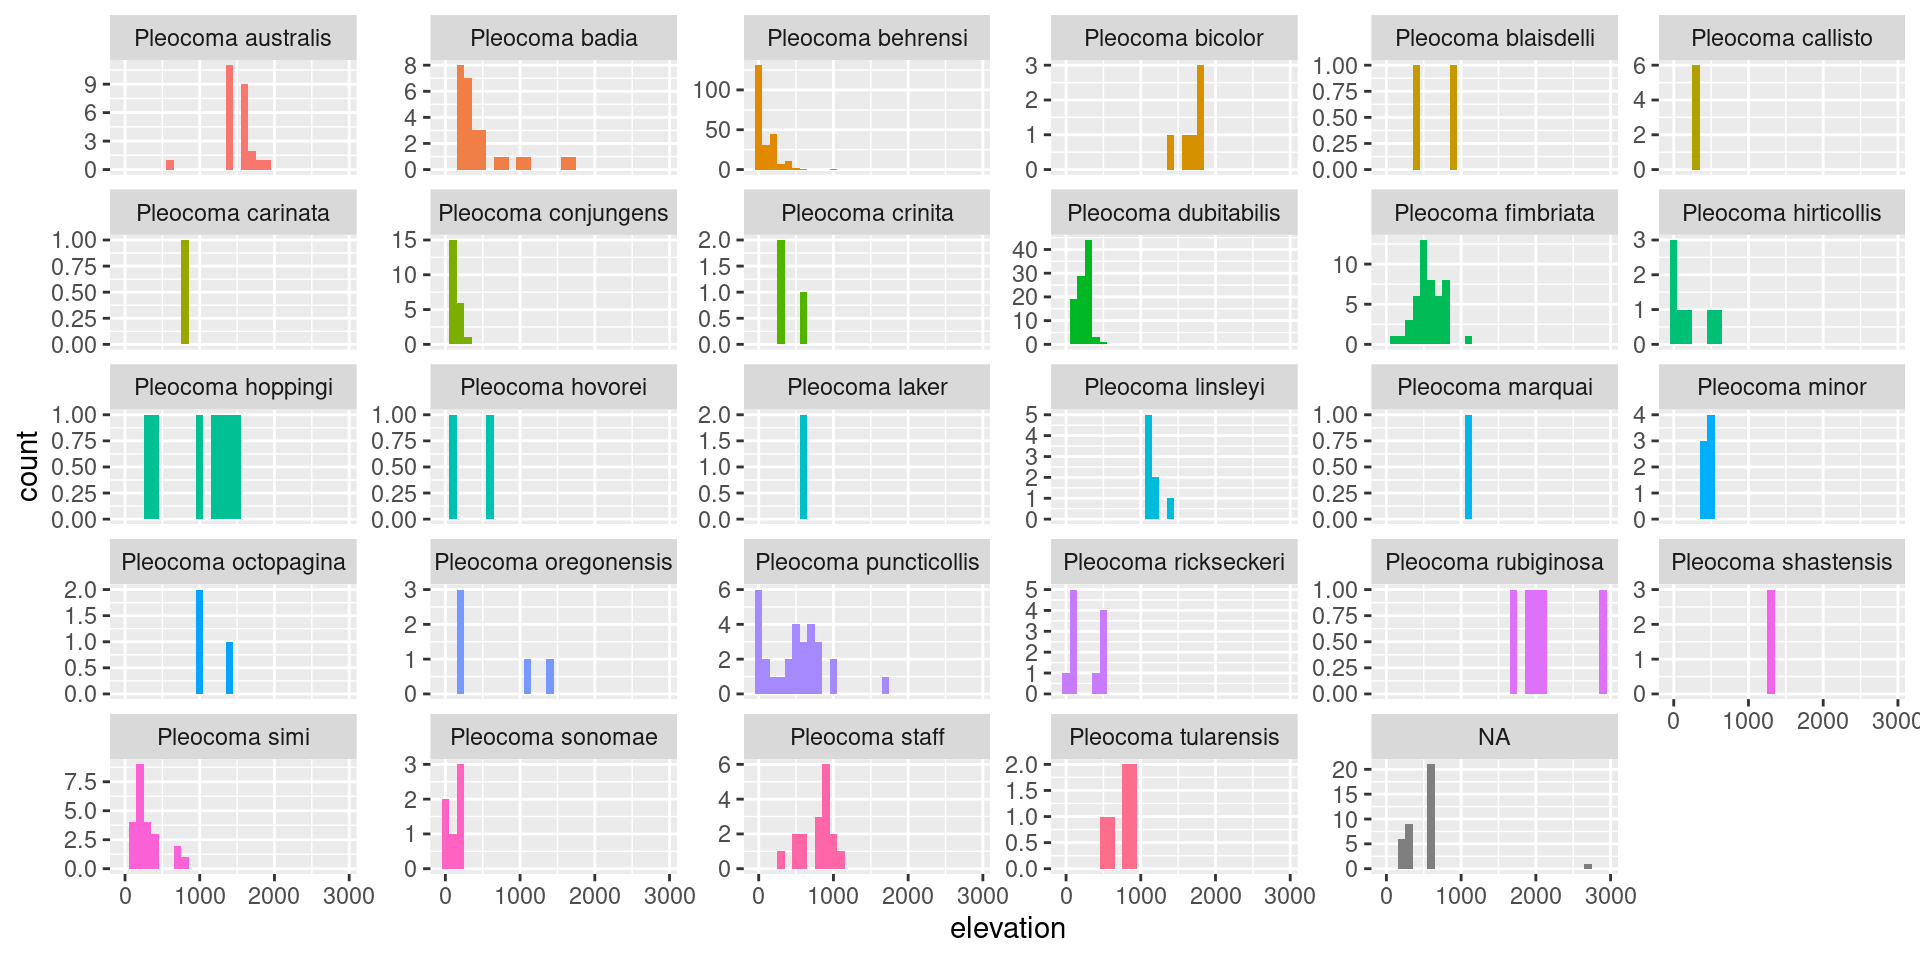 Pleocoma australis Pleocoma badia Pleocoma behrensi Pleocoma bicolor Pleocoma blaisdelli Pleocoma callisto
9 8 100 3 1.00 6
6 6 50 2 0.75 4
3 4 0 1 0.50 2
0 2 0 0.25 0
0 0.00
Pleocoma carinata Pleocoma conjungens Pleocoma crinita Pleocoma dubitabilis Pleocoma fimbriata Pleocoma hirticollis
1.00 15 2.0 40 10 3
0.75 10 1.5 30 5 2
0.50 5 1.0 20 0 1
0.25 0 0.5 10 0
0.00 0.0 0
Pleocoma hoppingi Pleocoma hovorei Pleocoma laker Pleocoma linsleyi Pleocoma marquai Pleocoma minor
1.00 1.00 2.0 5 1.00 4
0.75 0.75 1.5 4 0.75 3
0.50 0.50 1.0 3 0.50 2
0.25 0.25 0.5 2 0.25 1
0.00 0.00 0.0 1 0.00 0
0
count
Pleocoma octopagina Pleocoma oregonensis Pleocoma puncticollis Pleocoma rickseckeri Pleocoma rubiginosa Pleocoma shastensis
2.0 3 6 5 1.00 3
1.5 2 4 4 0.75 2
1.0 1 2 3 0.50 1
0.5 0 0 2 0.25 0
0.0 1 0.00
0
0 1000 2000 3000
Pleocoma simi Pleocoma sonomae Pleocoma staff Pleocoma tularensis NA
7.5 3 6 2.0 20
5.0 2 4 1.5 15
2.5 1 2 1.0 10
0.0 0 0 0.5 5
0.0 0
0 1000 2000 3000 0 1000 2000 3000 0 1000 2000 3000 0 1000 2000 3000 0 1000 2000 3000
elevation